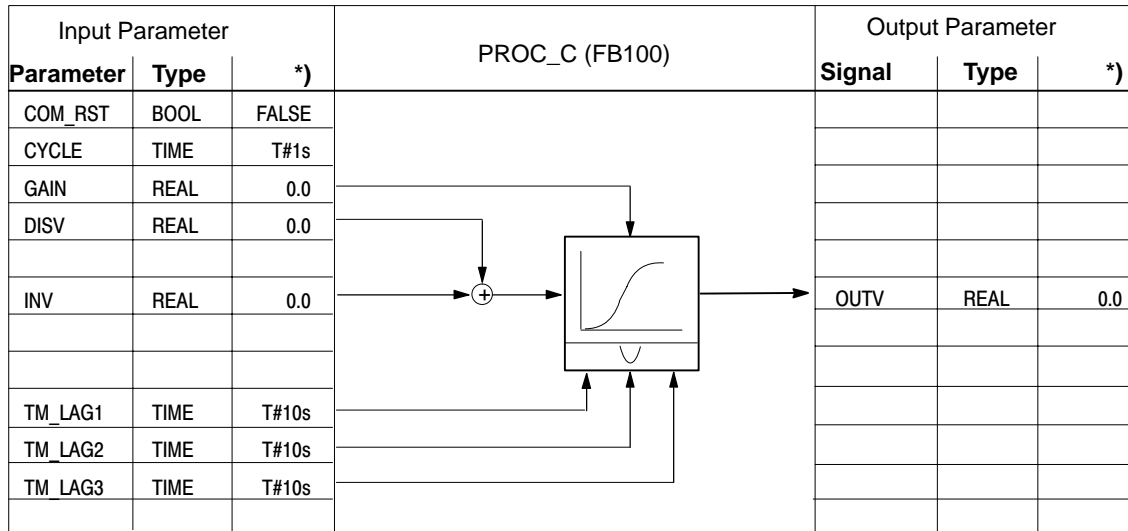 Input Parameter
PROC_C (FB100)
Output Parameter
Parameter Type *)
Signal Type *)
COM_RST BOOL FALSE
CYCLE TIME T#1s
GAIN REAL 0.0
DISV REAL 0.0
INV REAL 0.0
+
OUTV REAL 0.0
TM_LAG1 TIME T#10s
TM_LAG2 TIME T#10s
TM_LAG3 TIME T#10s